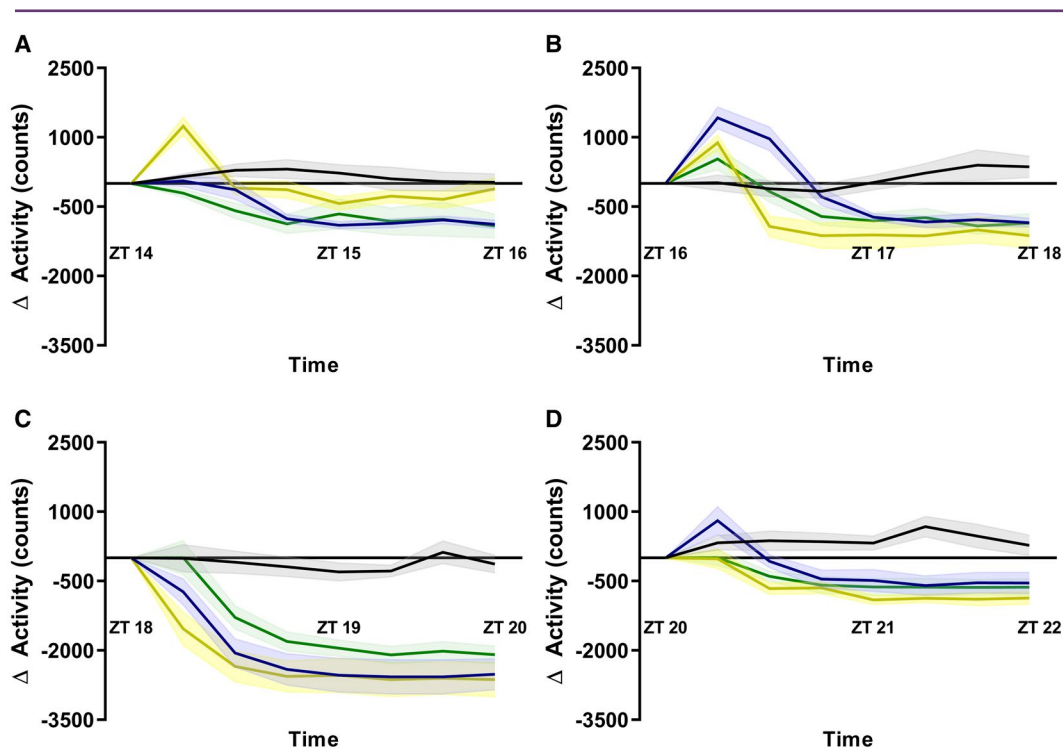 A
B
2500
1000
-500
-2000
-3500
Δ Activity (counts)
ZT 14
ZT 15
ZT 16
Time
2500
1000
-500
-2000
-3500
Δ Activity (counts)
ZT 16
ZT 17
ZT 18
Time
C
D
2500
1000
-500
-2000
-3500
Δ Activity (counts)
ZT 18
ZT 19
ZT 20
Time
2500
1000
-500
-2000
-3500
Δ Activity (counts)
ZT 20
ZT 21
ZT 22
Time